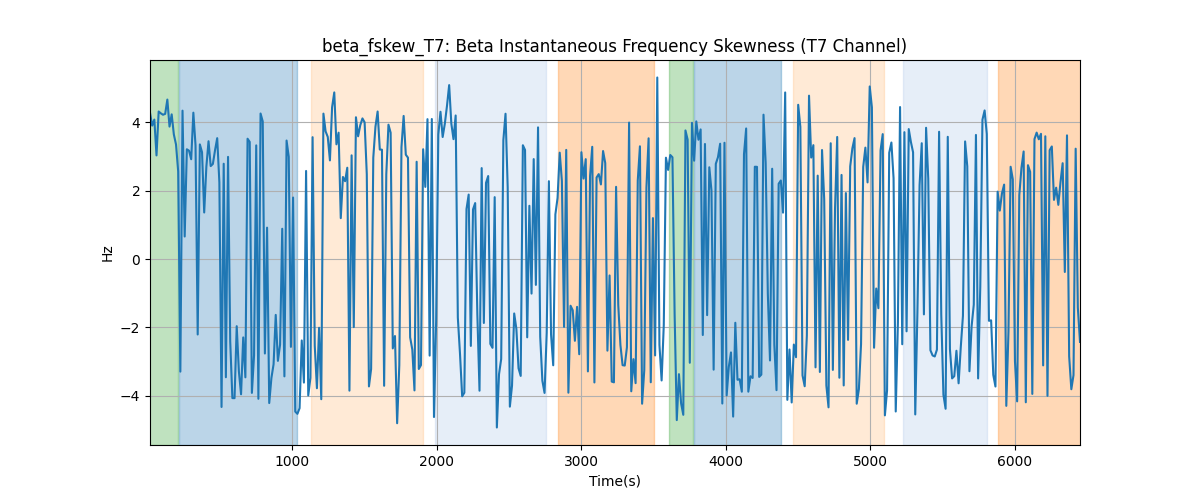 beta_fskew_T7: Beta Instantaneous Frequency Skewness (T7 Channel)
Hz
4
2
0
−2
−4
1000 2000 3000 4000 5000 6000
Time(s)